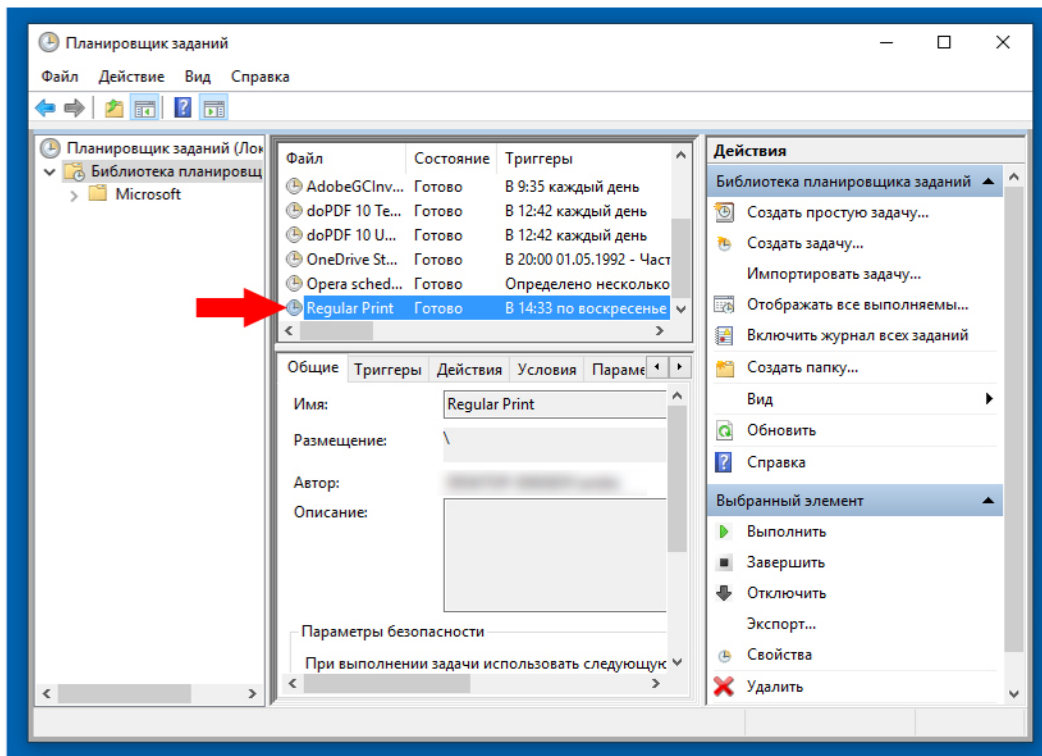 Планировщик заданий
Файл Действие Вид Справка
Планировщик заданий (Лок
Библиотека планировщ
Microsoft
Файл Состояние Триггеры
AdobeGCInv... Готово В 9:35 каждый день
doPDF 10 Te... Готово В 12:42 каждый день
doPDF 10 U... Готово В 12:42 каждый день
OneDrive St... Готово В 20:00 01.05.1992 - Част
Opera sched... Готово Определено несколько
Regular Print Готово В 14:33 по воскресенье
Общие Триггеры Действия Условия Параме
Имя: Regular Print
Размещение: \
Автор:
Описание:
Параметры безопасности
При выполнении задачи использовать следующую
Действия
Библиотека планировщика заданий
Создать простую задачу...
Создать задачу...
Импортировать задачу...
Отображать все выполняемы...
Включить журнал всех заданий
Создать папку...
Вид
Обновить
Справка
Выбранный элемент
Выполнить
Завершить
Отключить
Экспорт...
Свойства
Удалить